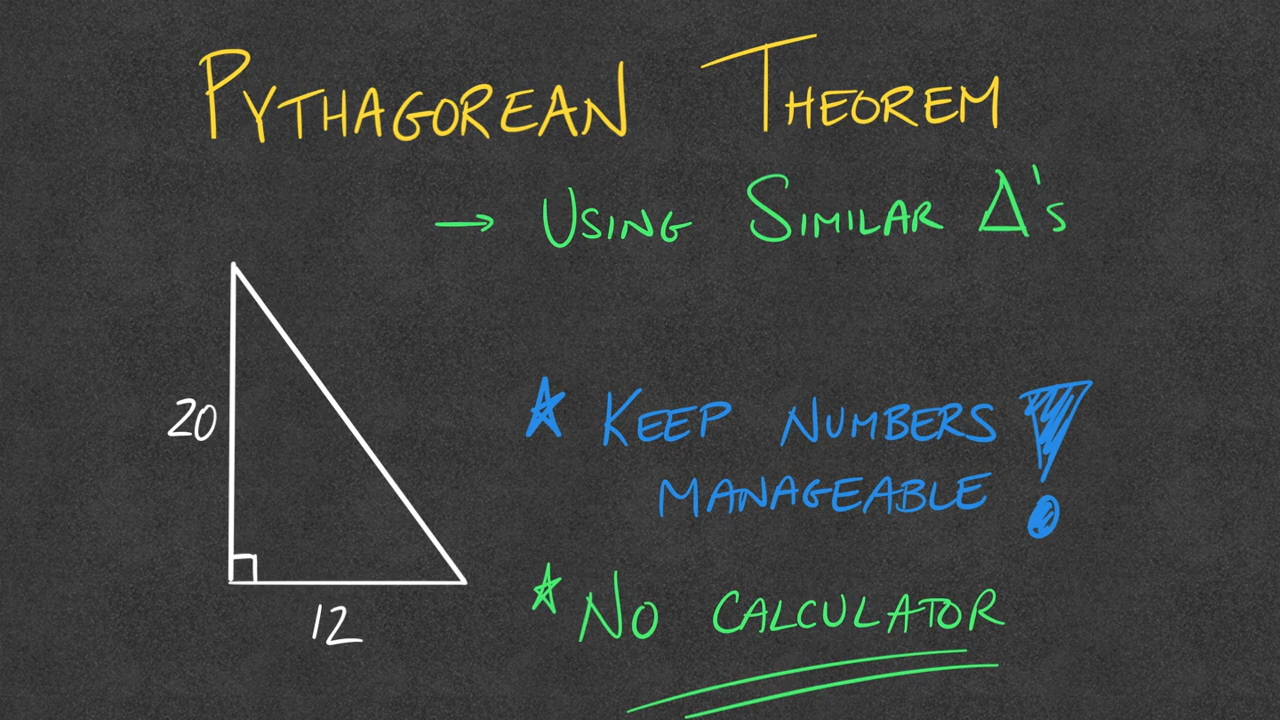 PYTHAGOREAN THEOREM
→ USING SIMILAR Δ's
20
12
★ KEEP NUMBERS
MANAGEABLE !
* NO CALCULATOR